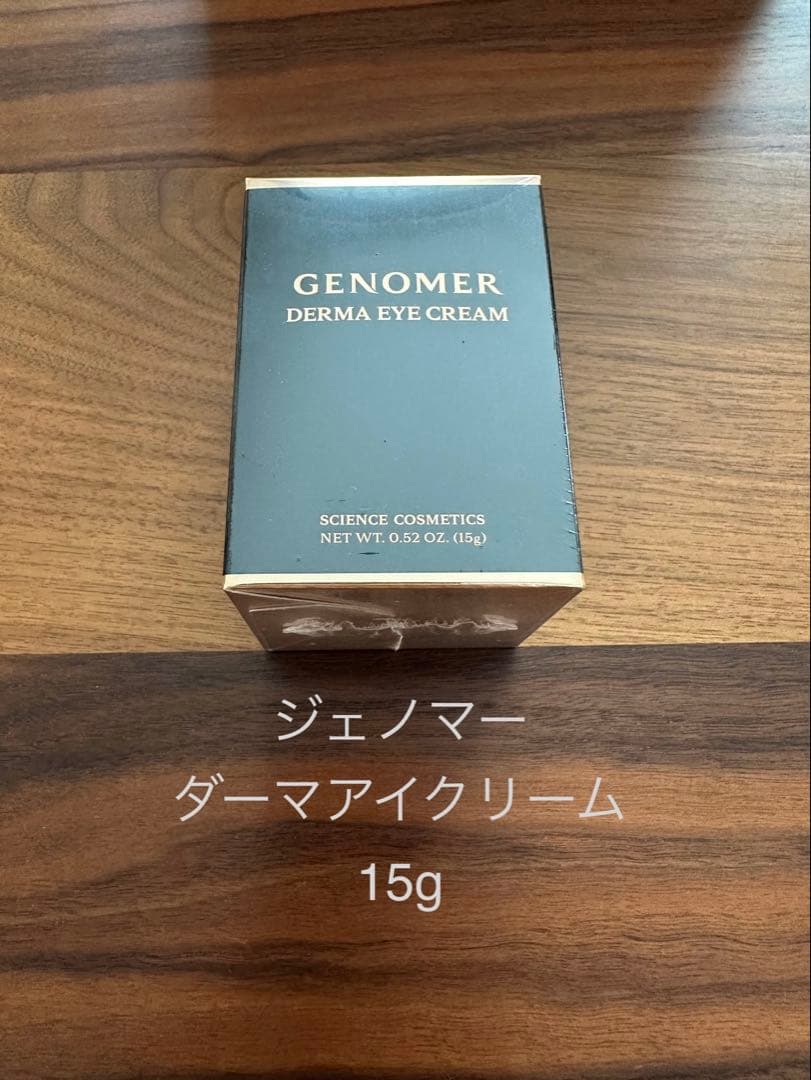 GENOMER
DERMA EYE CREAM
SCIENCE COSMETICS
NET WT. 0.52 OZ. (15g)
ジェノマー
ダーマアイクリーム
15g